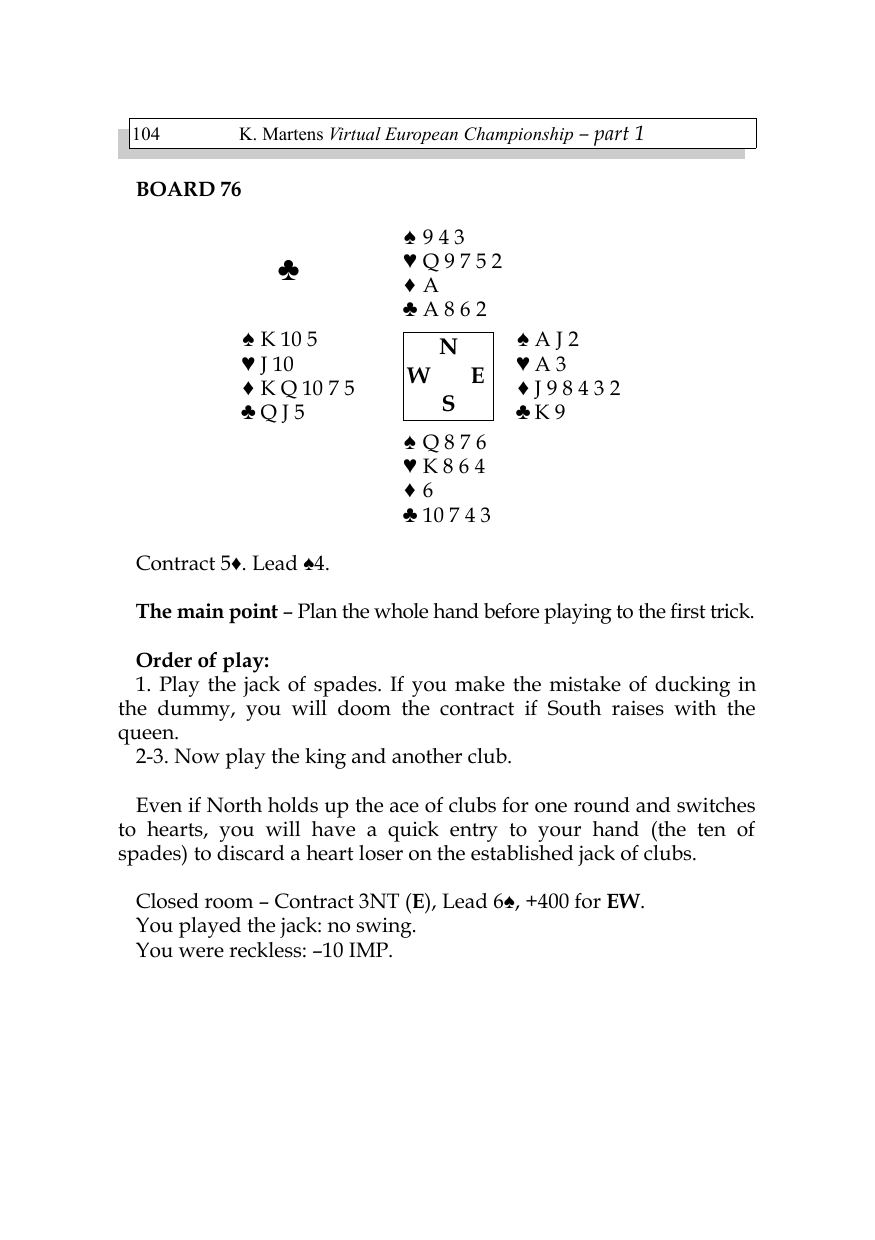 104 K. Martens Virtual European Championship – part 1
BOARD 76
♣
♠ 9 4 3
♥ Q 9 7 5 2
♦ A
♣ A 8 6 2
♠ K 10 5
♥ J 10
♦ K Q 10 7 5
♣ Q J 5
N
W E
S
♠ A J 2
♥ A 3
♦ J 9 8 4 3 2
♣ K 9
♠ Q 8 7 6
♥ K 8 6 4
♦ 6
♣ 10 7 4 3
Contract 5♦. Lead ♠4.
The main point – Plan the whole hand before playing to the first trick.
Order of play:
1. Play the jack of spades. If you make the mistake of ducking in
the dummy, you will doom the contract if South raises with the
queen.
2-3. Now play the king and another club.
Even if North holds up the ace of clubs for one round and switches
to hearts, you will have a quick entry to your hand (the ten of
spades) to discard a heart loser on the established jack of clubs.
Closed room – Contract 3NT (E), Lead 6♠, +400 for EW.
You played the jack: no swing.
You were reckless: –10 IMP.